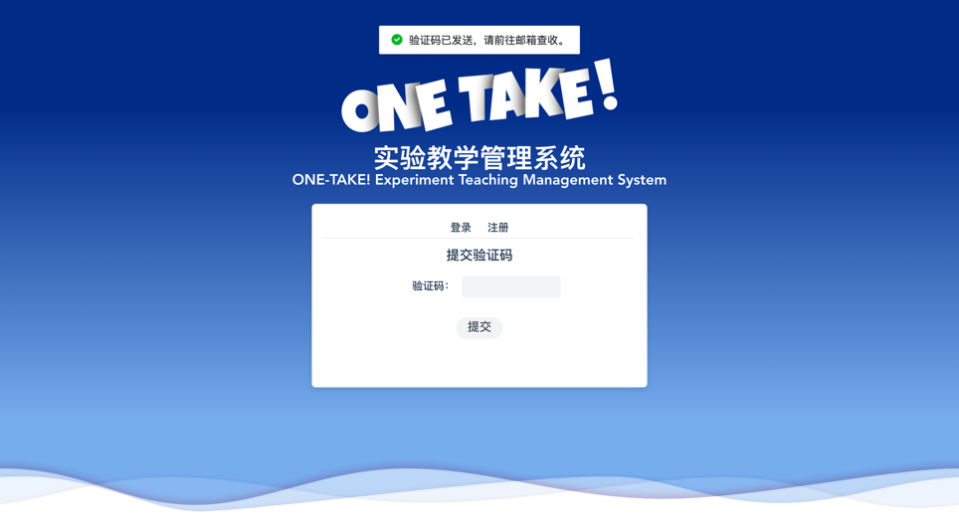 验证码已发送，请前往邮箱查收。
ONE TAKE!
实验教学管理系统
ONE-TAKE! Experiment Teaching Management System
登录 注册
提交验证码
验证码：
提交